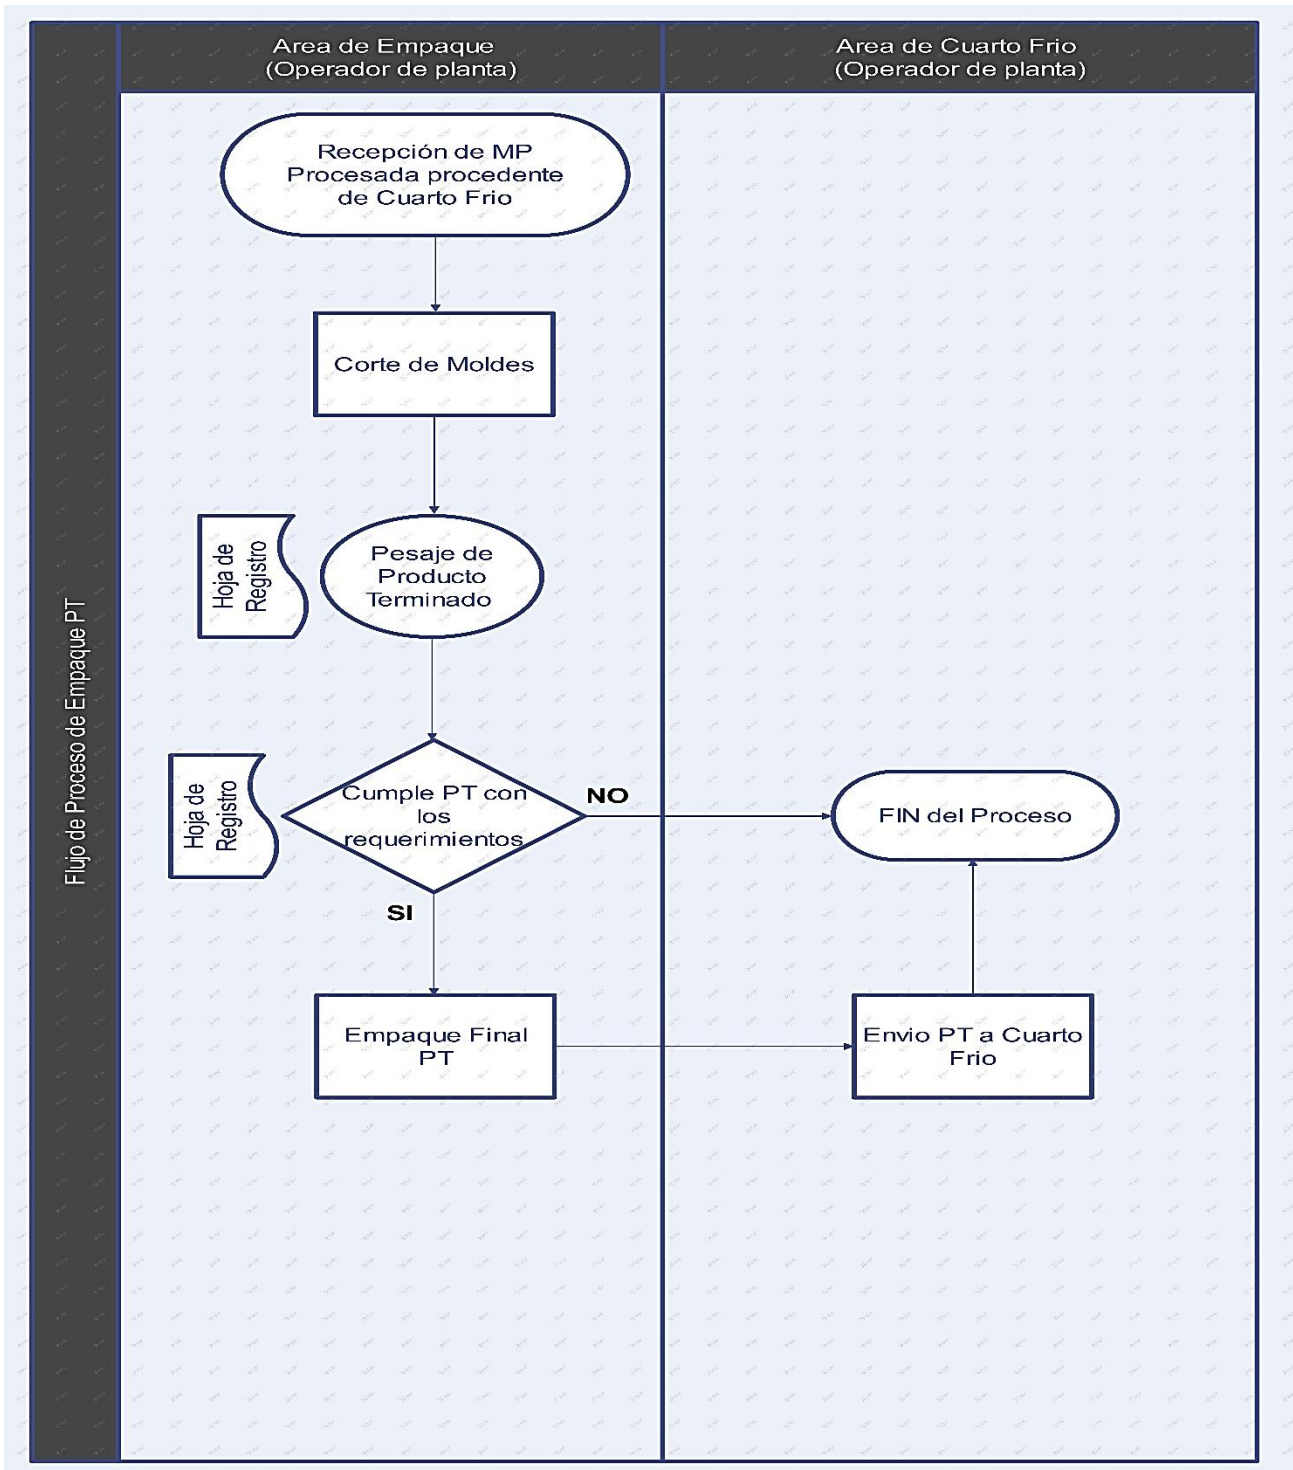 Area de Empaque
(Operador de planta)
Area de Cuarto Frio
(Operador de planta)
Flujo de Proceso de Empaque PT
Recepción de MP
Procesada procedente
de Cuarto Frio
Corte de Moldes
Hoja de
Registro
Pesaje de
Producto
Terminado
Hoja de
Registro
Cumple PT con
los
requerimientos
NO
FIN del Proceso
SI
Empaque Final
PT
Envio PT a Cuarto
Frio